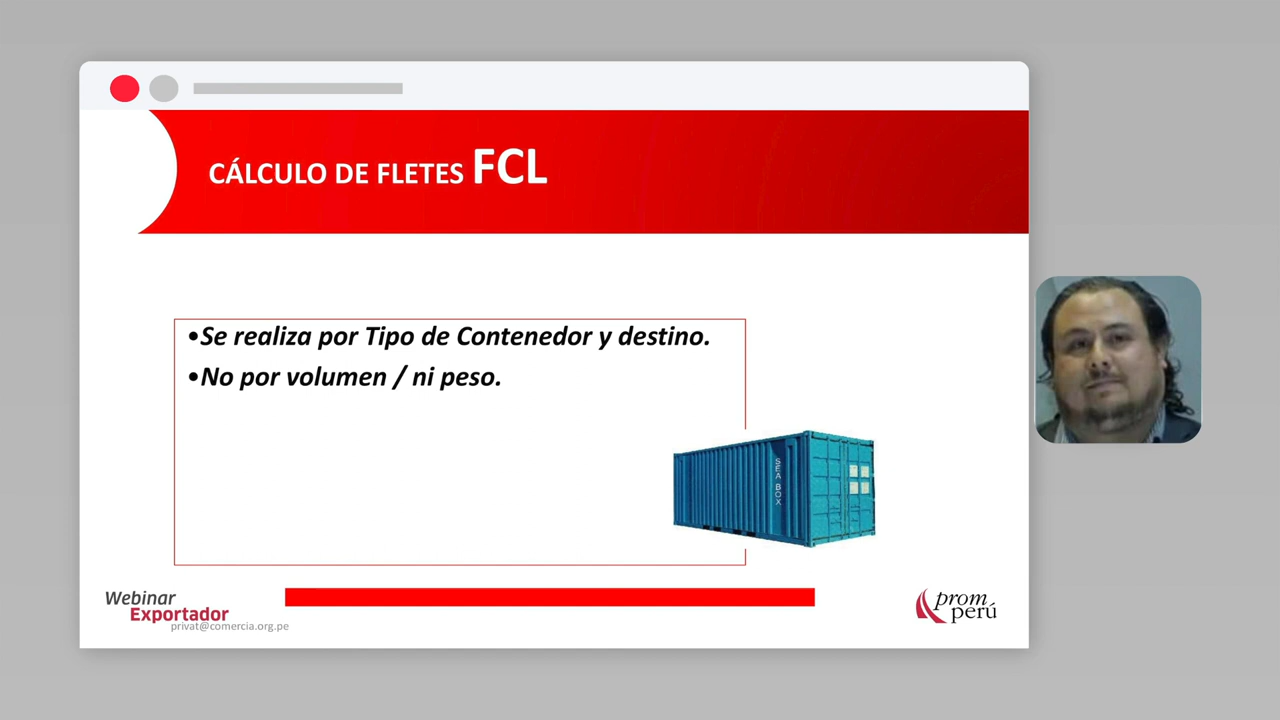 CÁLCULO DE FLETES FCL
•Se realiza por Tipo de Contenedor y destino.
•No por volumen / ni peso.
SEA BOX
Webinar
Exportador
privat@comercia.org.pe
prom
perú